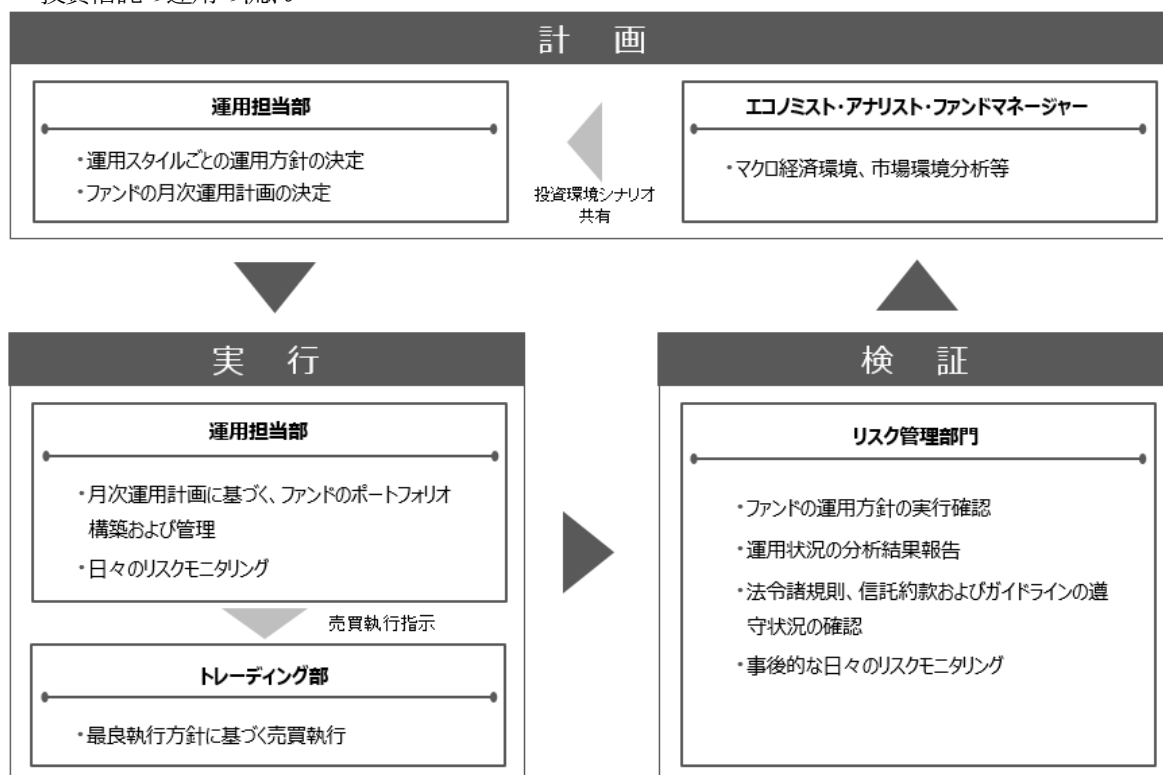 計 画
運用担当部
・運用スタイルごとの運用方針の決定
・ファンドの月次運用計画の決定
投資環境シナリオ
共有
エコノミスト・アナリスト・ファンドマネージャー
・マクロ経済環境、市場環境分析等
実 行
運用担当部
・月次運用計画に基づく、ファンドのポートフォリオ
構築および管理
・日々のリスクモニタリング
売買執行指示
トレーディング部
・最良執行方針に基づく売買執行
検 証
リスク管理部門
・ファンドの運用方針の実行確認
・運用状況の分析結果報告
・法令諸規則、信託約款およびガイドラインの遵
守状況の確認
・事後的な日々のリスクモニタリング